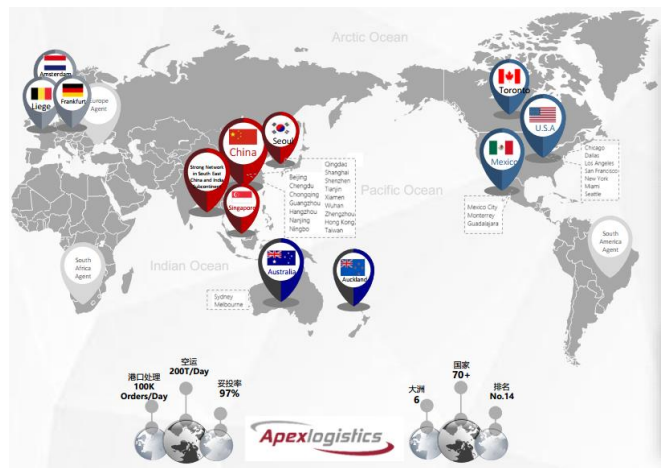 Arctic Ocean
Amsterdam
Liege
Frankfurt
Europe
Agent
Toronto
U.S.A
Mexico
China
Seoul
Strong Network
in South East
China and India
Subcontinent
Singapore
Beijing
Chengdu
Chongqing
Guangzhou
Hangzhou
Nanjing
Ningbo
Qingdao
Shanghai
Shenzhen
Tianjin
Xiamen
Wuhan
Zhengzhou
Hong Kong
Taiwan
Pacific Ocean
Chicago
Dallas
Los Angeles
San Francisco
New York
Miami
Seattle
Mexico City
Monterrey
Guadalajara
South
America
Agent
South
Africa
Agent
Indian Ocean
Australia
Auckland
Sydney
Melbourne
港口处理
100K
Orders/Day
空运
200T/Day
妥投率
97%
Apexlogistics
大洲
6
国家
70+
排名
No.14